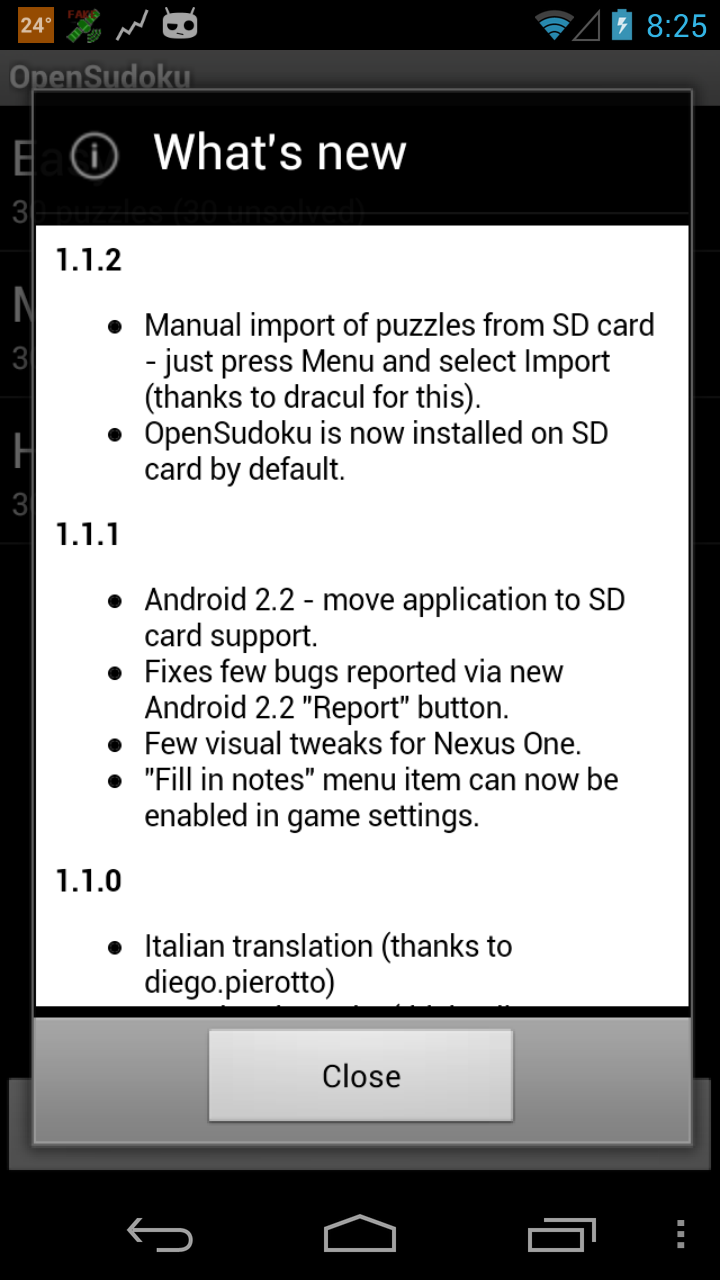 24°
FAKE
8:25
OpenSudoku
What's new
Easy
30 puzzles (30 unsolved)
1.1.2
Manual import of puzzles from SD card
- just press Menu and select Import
(thanks to dracul for this).
OpenSudoku is now installed on SD
card by default.
1.1.1
Android 2.2 - move application to SD
card support.
Fixes few bugs reported via new
Android 2.2 "Report" button.
Few visual tweaks for Nexus One.
"Fill in notes" menu item can now be
enabled in game settings.
1.1.0
Italian translation (thanks to
diego.pierotto)
Close